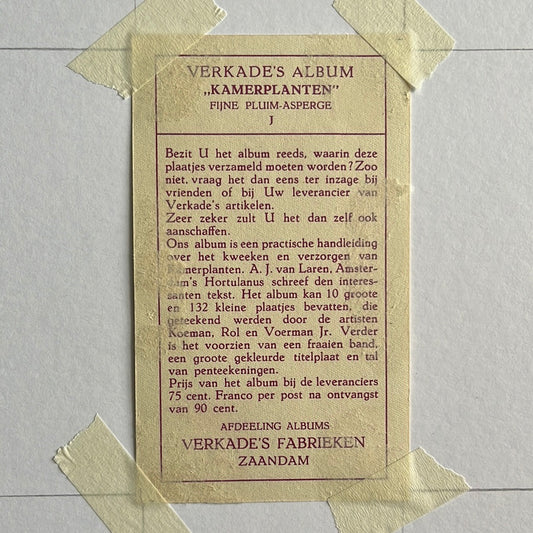 VERKADE'S ALBUM
„KAMERPLANTEN"
FIJNE PLUIM-ASPERGE
J
Bezit U het album reeds, waarin deze
plaatjes verzameld moeten worden? Zoo
niet, vraag het dan eens ter inzage bij
vrienden of bij Uw leverancier van
Verkade's artikelen.
Zeer zeker zult U het dan zelf ook
aanschaffen.
Ons album is een practische handleiding
over het kweeken en verzorgen van
Kamerplanten. A. J. van Laren, Amster-
dam's Hortulanus schreef den interes-
santen tekst. Het album kan 10 groote
en 132 kleine plaatjes bevatten, die
geteekend werden door de artisten
Koeman, Rol en Voerman Jr. Verder
is het voorzien van een fraaien band,
een groote gekleurde titelplaat en tal
van penteekeningen.
Prijs van het album bij de leveranciers
75 cent. Franco per post na ontvangst
van 90 cent.
AFDEELING ALBUMS
VERKADE'S FABRIEKEN
ZAANDAM